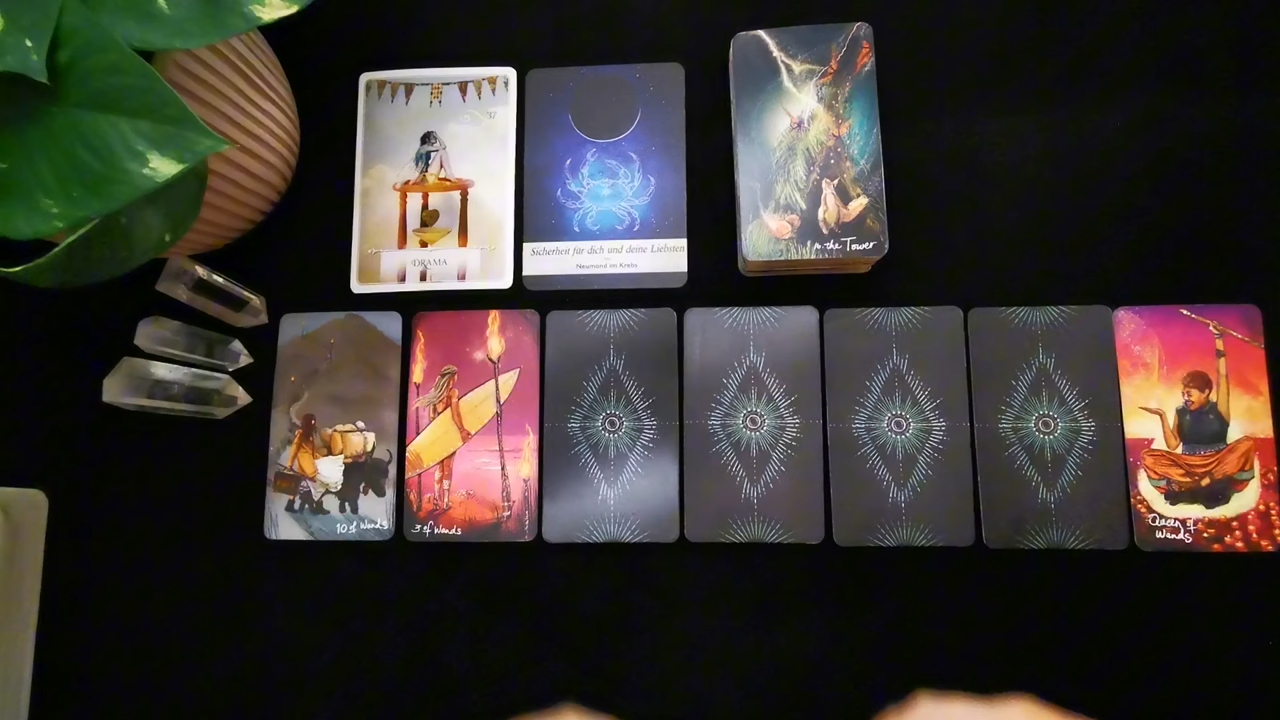 37
DRAMA
Sicherheit für dich und deine Liebsten
Neumond im Krebs
the Tower
10 of Wands
3 of Wands
Queen of
Wands